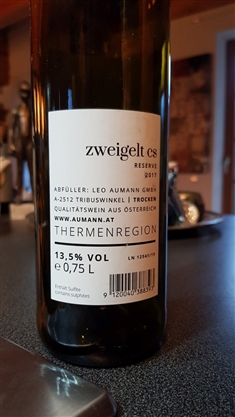 zweigelt cs
RESERVE
2017
ABFÜLLER: LEO AUMANN GMBH
A-2512 TRIBUSWINKEL | TROCKEN
QUALITÄTSWEIN AUS ÖSTERREICH
WWW.AUMANN.AT
THERMENREGION
13,5% VOL
℮ 0,75 L
LN
Enthält Sulfite
contains sulphites